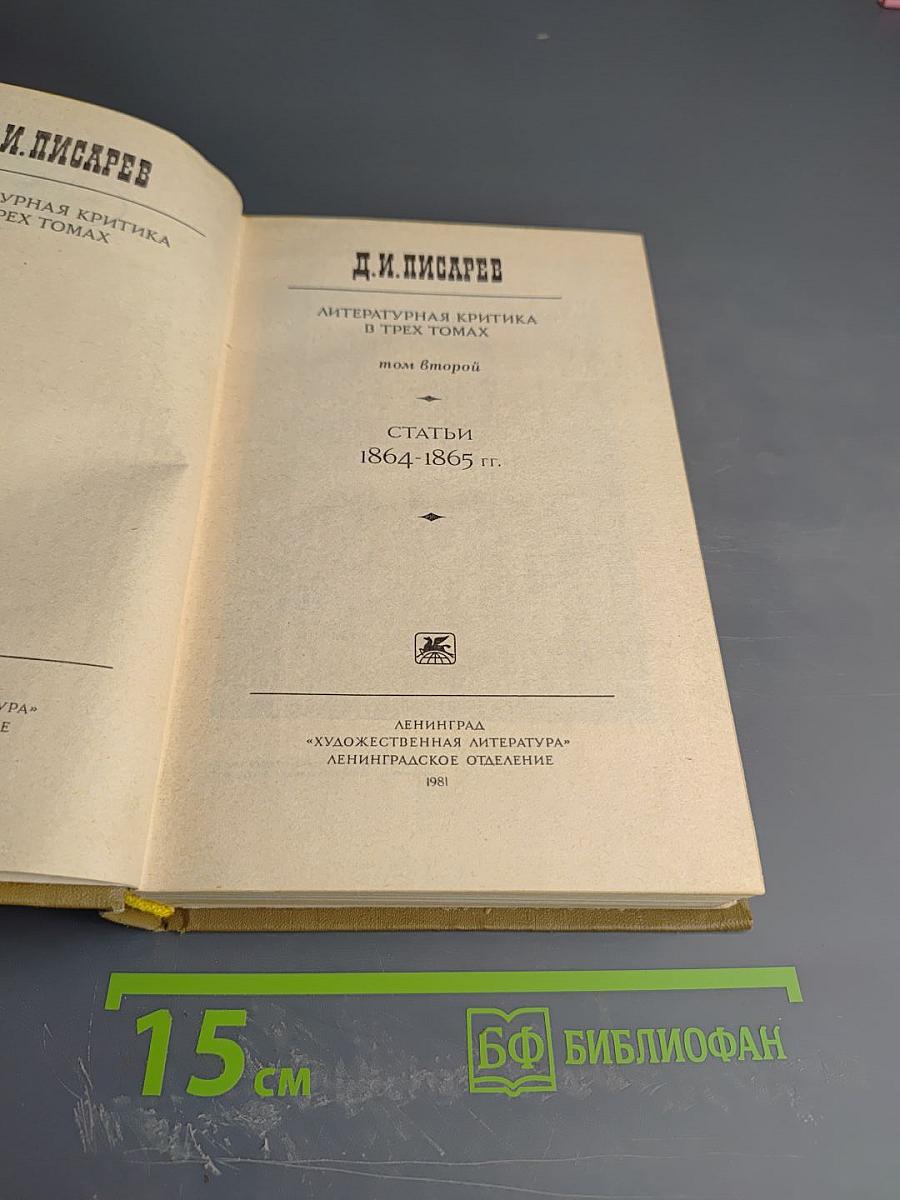 И. ПИСАРЕВ
УРНАЯ КРИТИКА
РЕХ ТОМАХ
УРА»
Е
Д. И. ПИСАРЕВ
ЛИТЕРАТУРНАЯ КРИТИКА
В ТРЕХ ТОМАХ
том второй
СТАТЬИ
1864-1865 гг.
ЛЕНИНГРАД
«ХУДОЖЕСТВЕННАЯ ЛИТЕРАТУРА»
ЛЕНИНГРАДСКОЕ ОТДЕЛЕНИЕ
1981
15 см
БФ БИБЛИОФАН